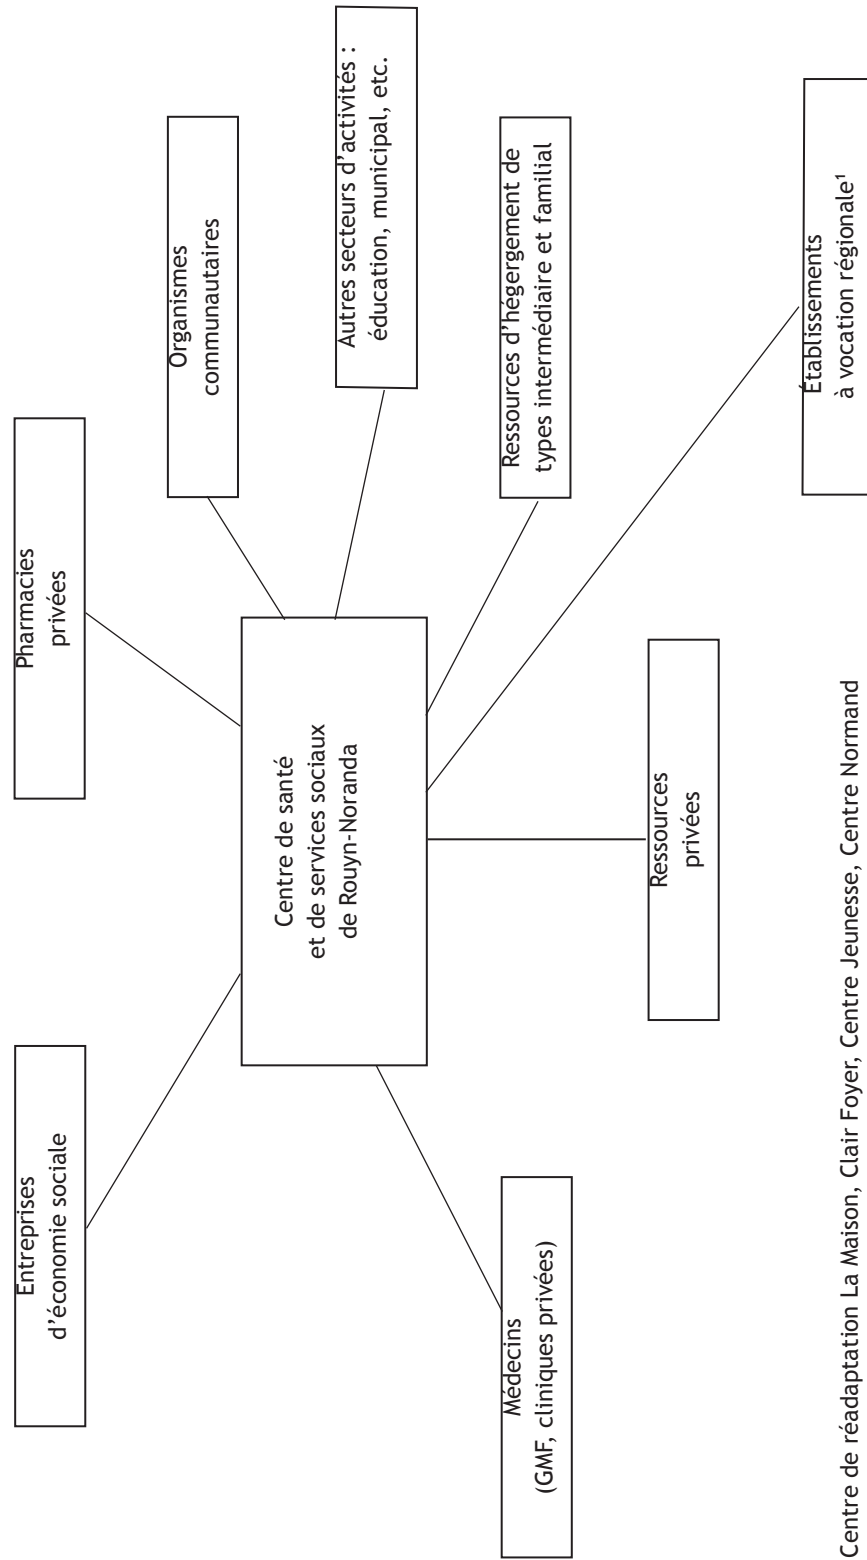 Entreprises
d'économie sociale
Pharmacies
privées
Organismes
communautaires
Autres secteurs d'activités :
éducation, municipal, etc.
Centre de santé
et de services sociaux
de Rouyn-Noranda
Médecins
(GMF, cliniques privées)
Ressources d'hégergement de
types intermédiaire et familial
Ressources
privées
Établissements
à vocation régionale¹
Centre de réadaptation La Maison, Clair Foyer, Centre Jeunesse, Centre Normand